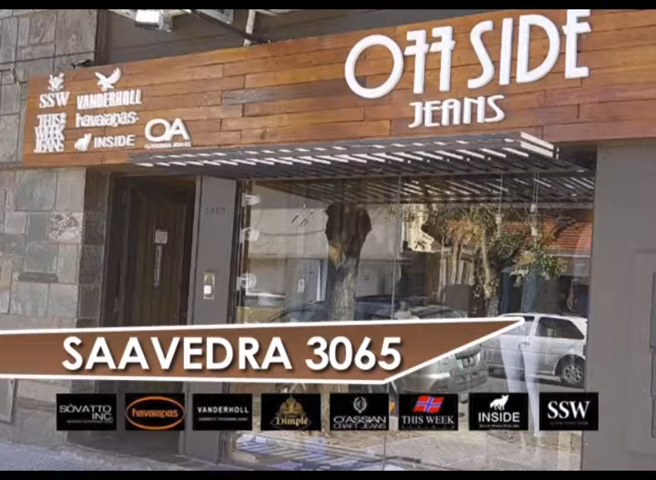 OFF SIDE
JEANS
SSW
VANDERHOLL
THIS
WEEK
JEANS
havaianas
INSIDE
OA
SAAVEDRA 3065
SÓVATTO
INC
havaianas
VANDERHOLL
Dimple
O'ASSIAN
CRAFT JEANS
THIS WEEK
INSIDE
SSW